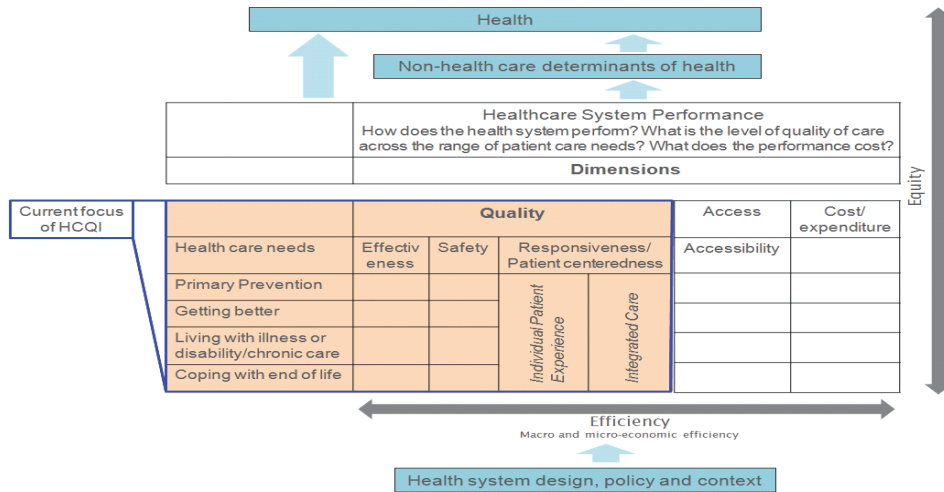 Health
Non-health care determinants of health
Healthcare System Performance
How does the health system perform? What is the level of quality of care
across the range of patient care needs? What does the performance cost?
Dimensions
Equity
Current focus
of HCQI
Quality
Access
Cost/
expenditure
Health care needs
Effectiv
eness
Safety
Responsiveness/
Patient centeredness
Accessibility
Primary Prevention
Getting better
Living with illness or
disability/chronic care
Coping with end of life
Individual Patient
Experience
Integrated Care
Efficiency
Macro and micro-economic efficiency
Health system design, policy and context